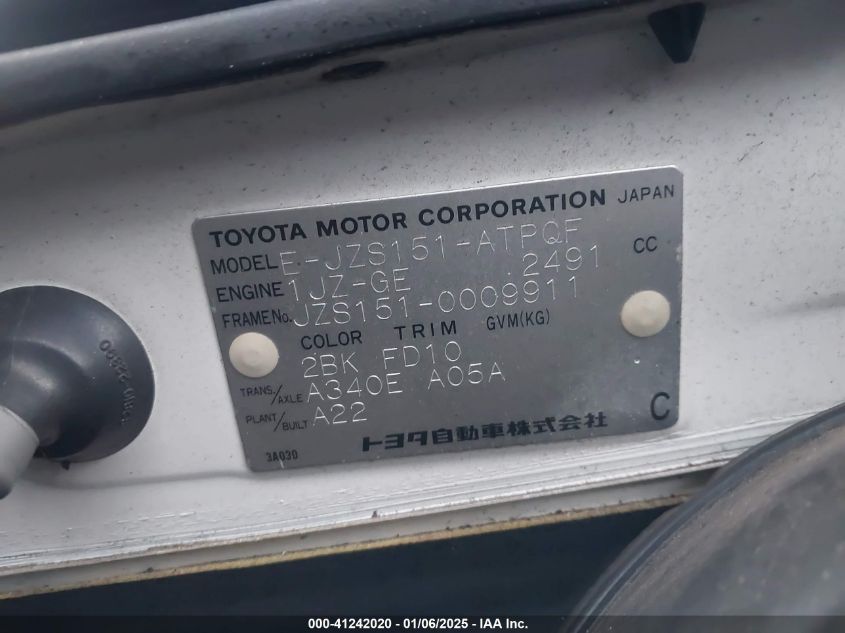 TOYOTA MOTOR CORPORATION JAPAN
MODEL E-JZS151-ATPQF
ENGINE 1JZ-GE 2491 CC
FRAME No. JZS151-0009911
COLOR TRIM GVM(KG)
2BK FD10
TRANS./AXLE A340E A05A
PLANT/BUILT A22
3A030 トヨタ自動車株式会社 C
000-41242020 - 01/06/2025 - IAA Inc.